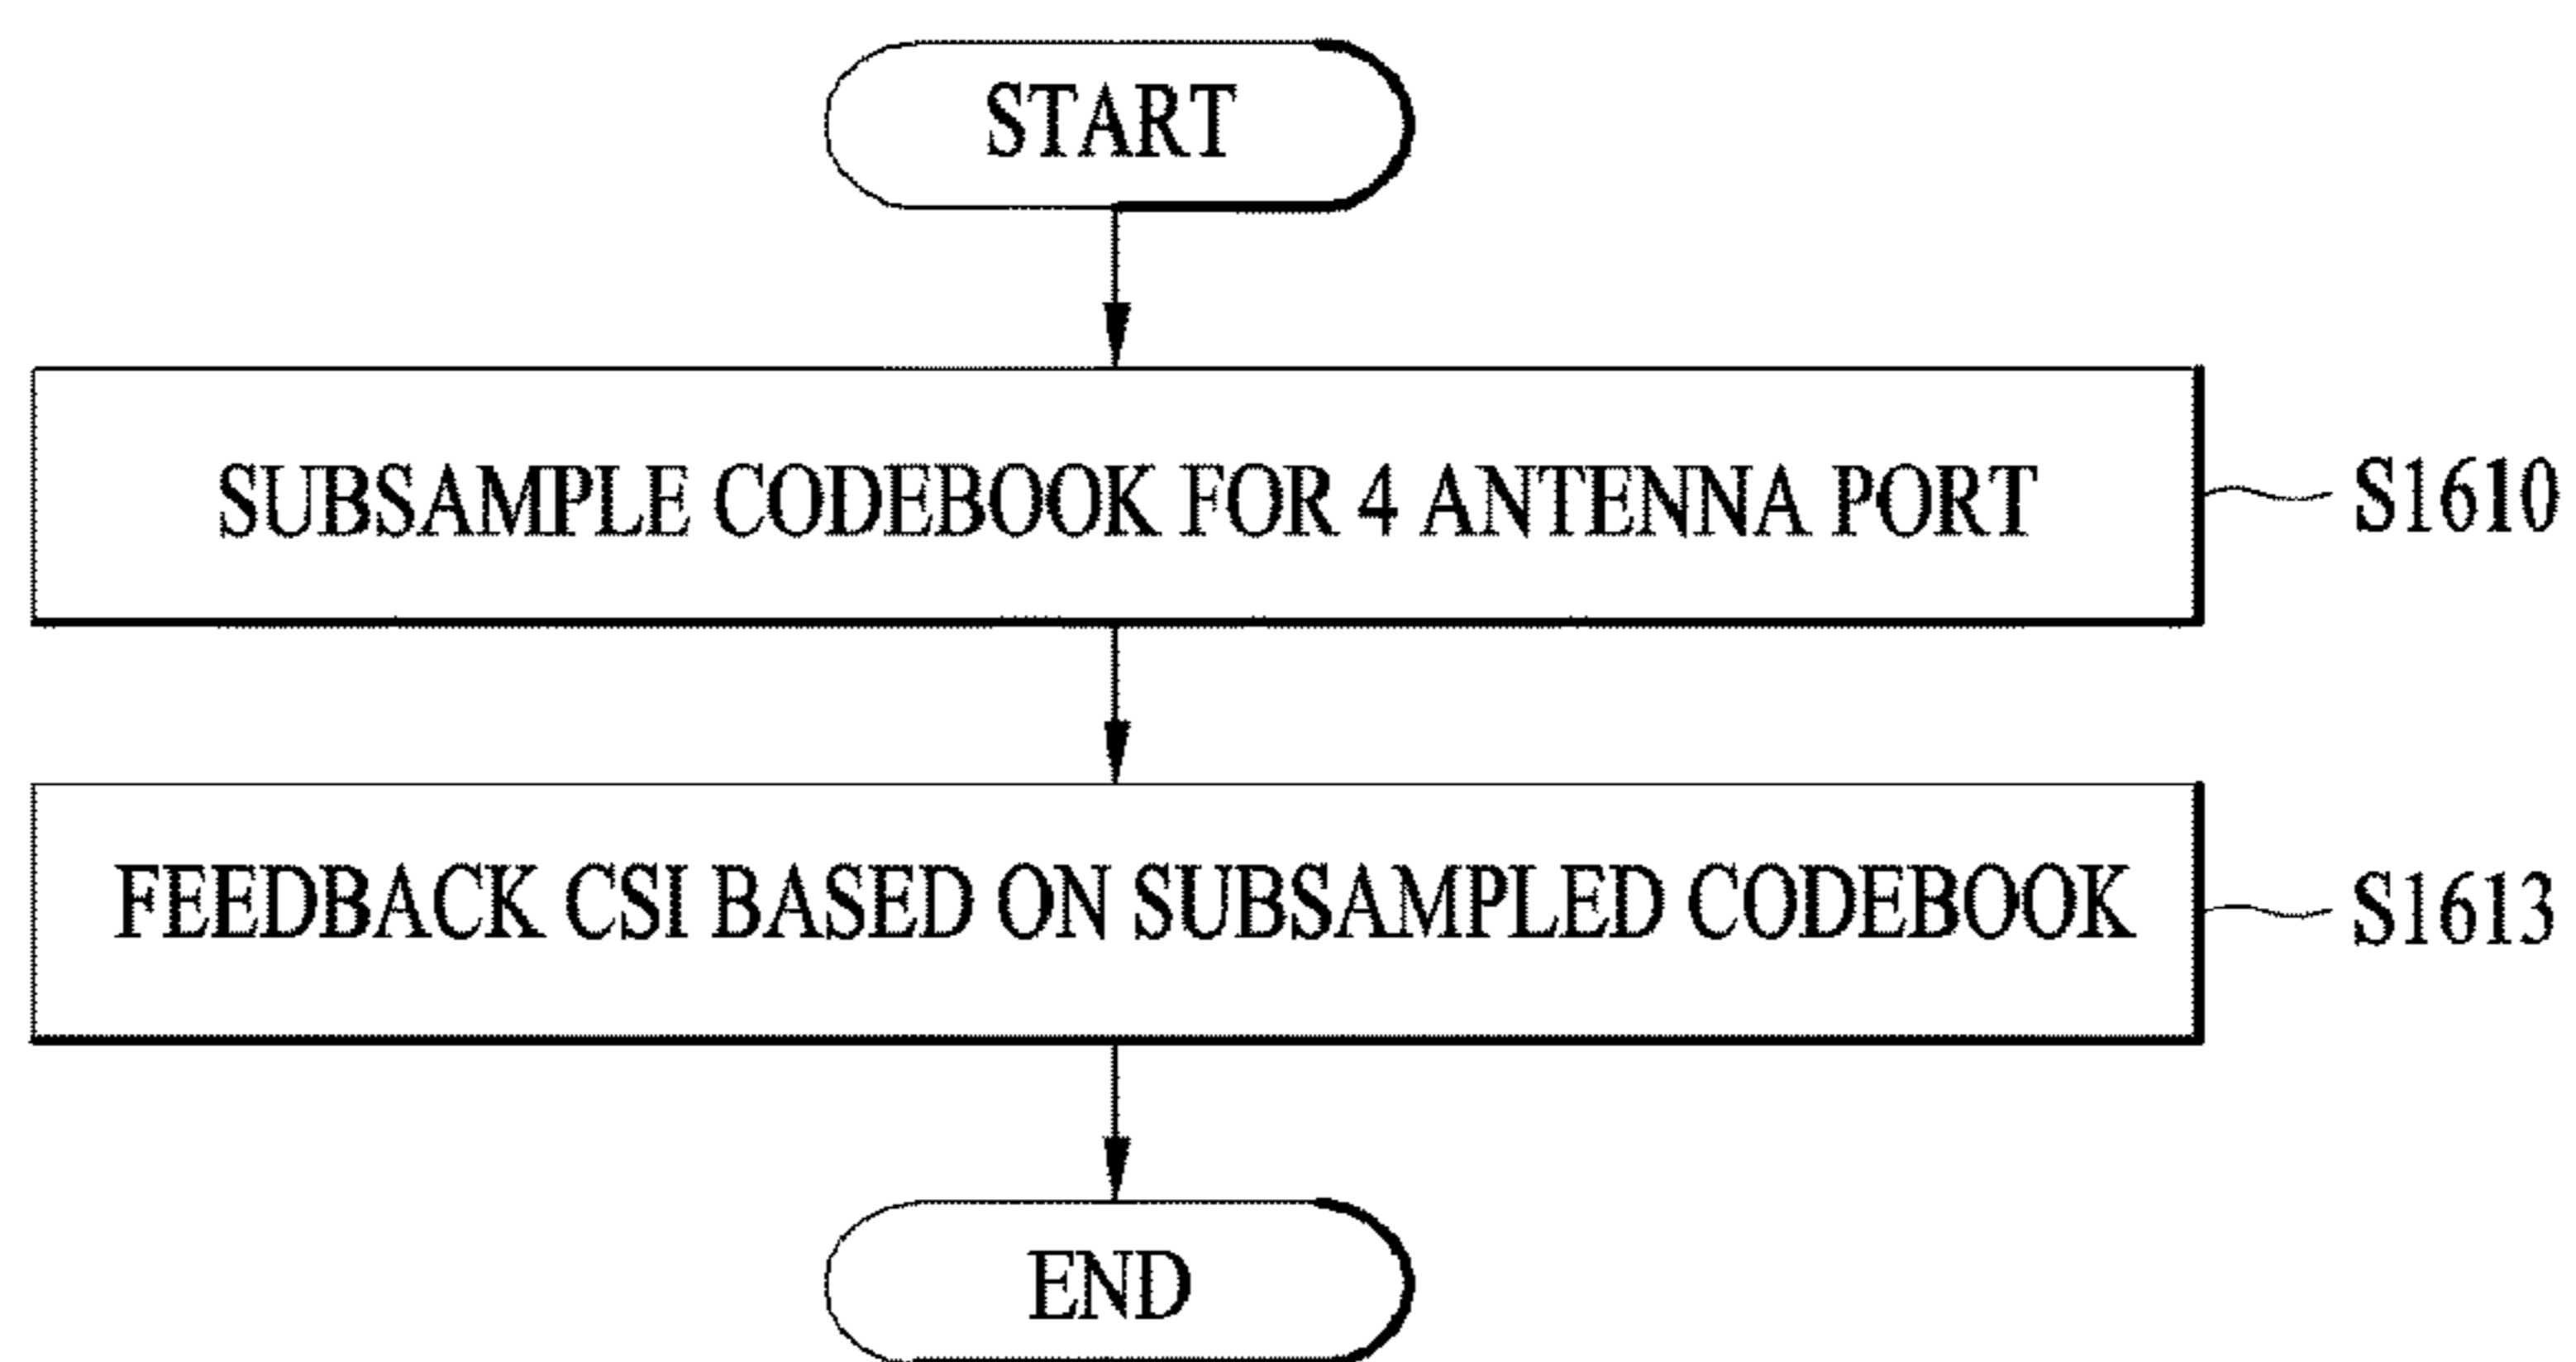 START
SUBSAMPLE CODEBOOK FOR 4 ANTENNA PORT
S1610
FEEDBACK CSI BASED ON SUBSAMPLED CODEBOOK
S1613
END